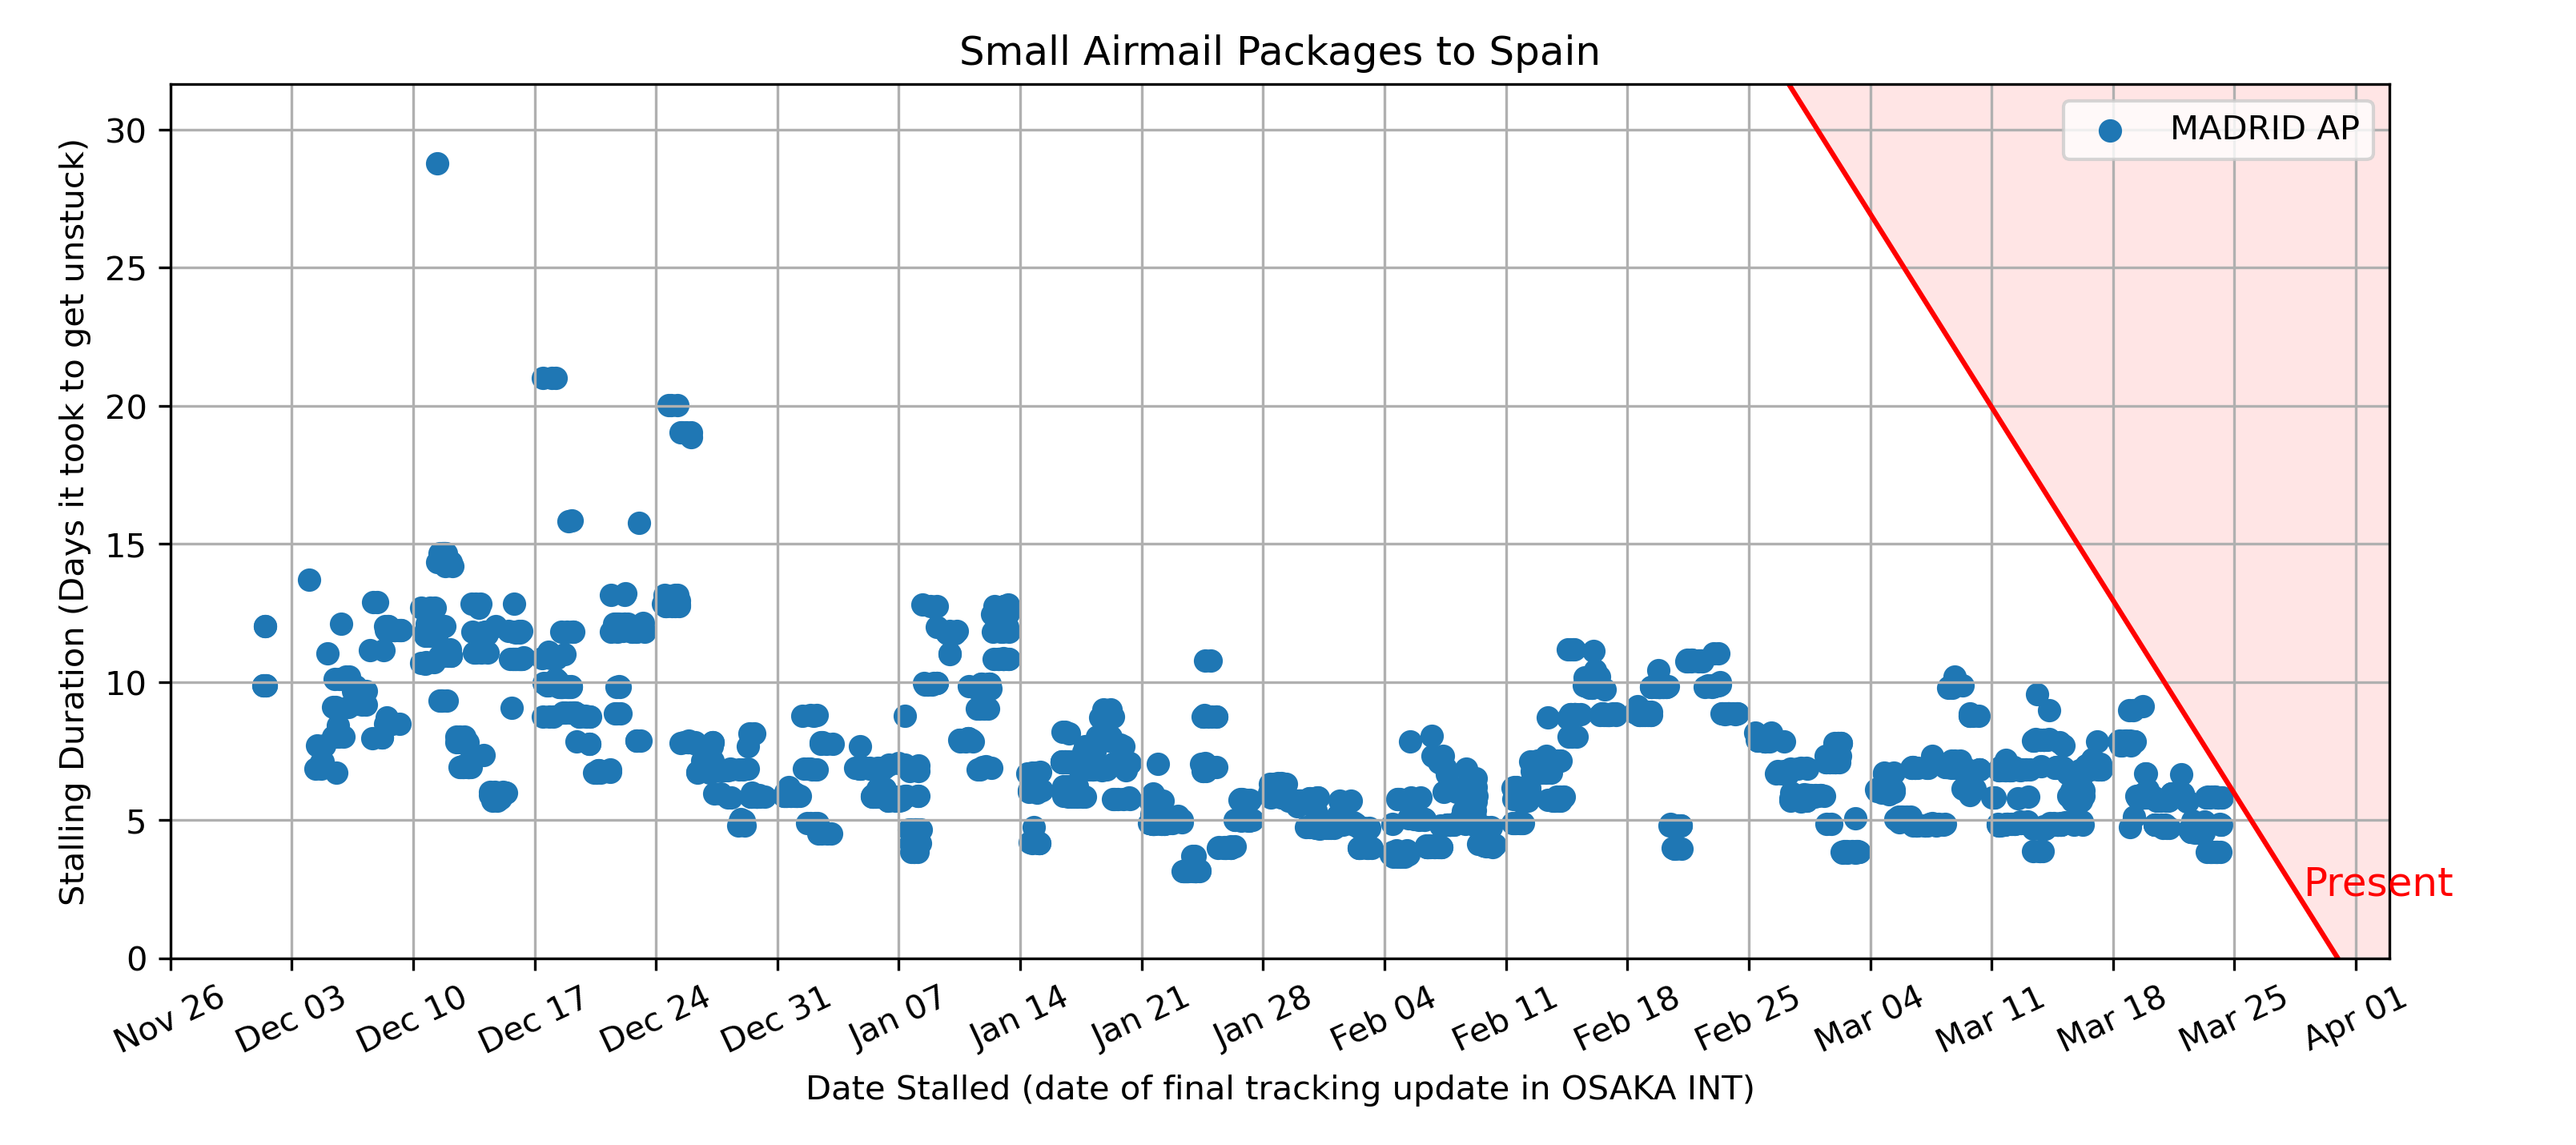 Small Airmail Packages to Spain
MADRID AP
Stalling Duration (Days it took to get unstuck)
30
25
20
15
10
5
0
Present
Nov 26
Dec 03
Dec 10
Dec 17
Dec 24
Dec 31
Jan 07
Jan 14
Jan 21
Jan 28
Feb 04
Feb 11
Feb 18
Feb 25
Mar 04
Mar 11
Mar 18
Mar 25
Apr 01
Date Stalled (date of final tracking update in OSAKA INT)